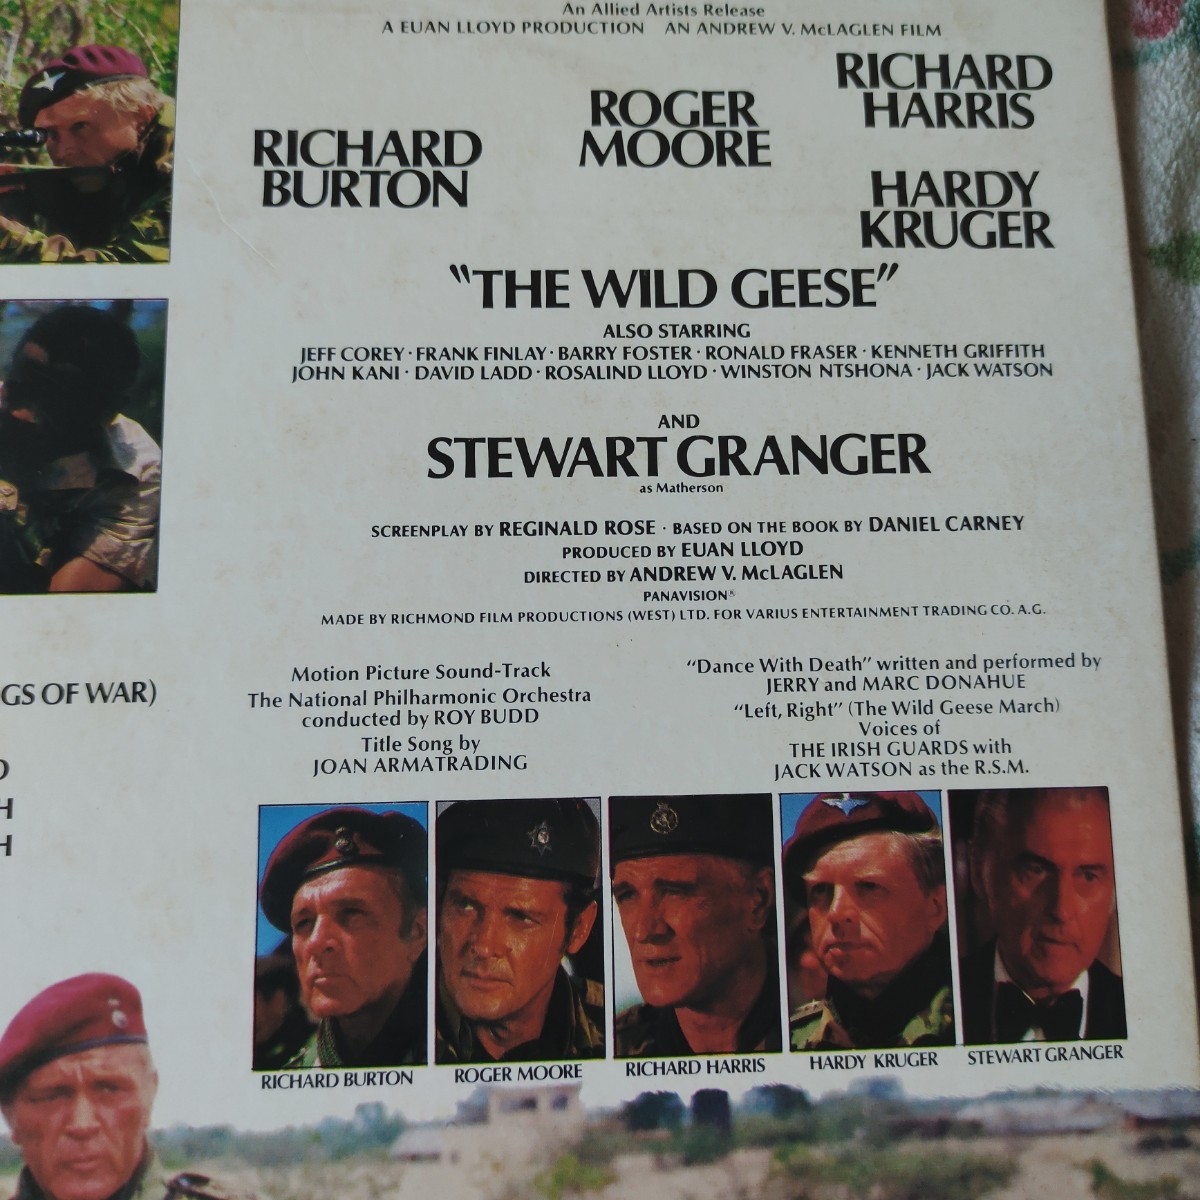 An Allied Artists Release
A EUAN LLOYD PRODUCTION AN ANDREW V. McLAGLEN FILM
RICHARD
BURTON
ROGER
MOORE
RICHARD
HARRIS
HARDY
KRUGER
"THE WILD GEESE"
ALSO STARRING
JEFF COREY · FRANK FINLAY · BARRY FOSTER · RONALD FRASER · KENNETH GRIFFITH
JOHN KANI · DAVID LADD · ROSALIND LLOYD · WINSTON NTSHONA · JACK WATSON
AND
STEWART GRANGER
as Matherson
SCREENPLAY BY REGINALD ROSE · BASED ON THE BOOK BY DANIEL CARNEY
PRODUCED BY EUAN LLOYD
DIRECTED BY ANDREW V. McLAGLEN
PANAVISION®
MADE BY RICHMOND FILM PRODUCTIONS (WEST) LTD. FOR VARIUS ENTERTAINMENT TRADING CO. A.G.
GS OF WAR)
D
H
H
Motion Picture Sound-Track
The National Philharmonic Orchestra
conducted by ROY BUDD
Title Song by
JOAN ARMATRADING
"Dance With Death" written and performed by
JERRY and MARC DONAHUE
"Left, Right" (The Wild Geese March)
Voices of
THE IRISH GUARDS with
JACK WATSON as the R.S.M.
RICHARD BURTON
ROGER MOORE
RICHARD HARRIS
HARDY KRUGER
STEWART GRANGER